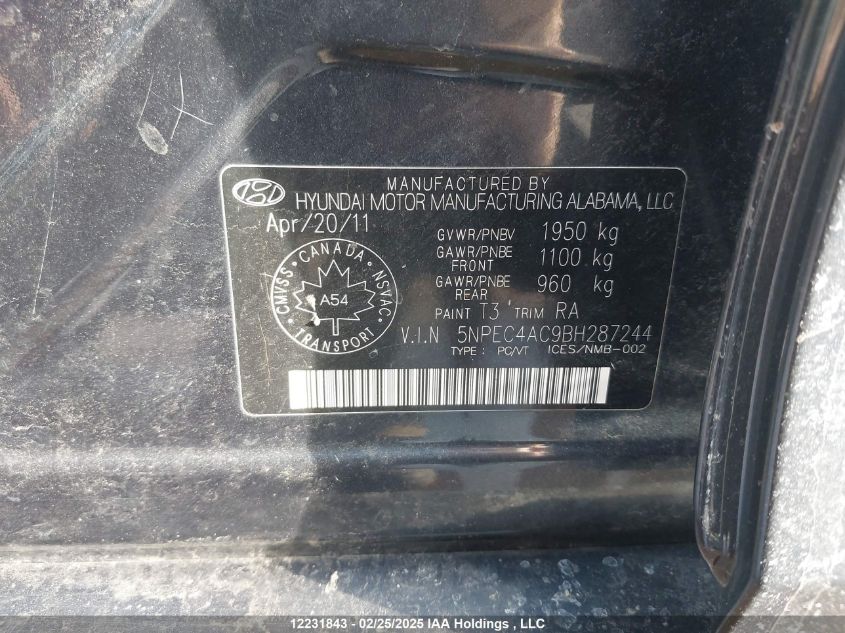 MANUFACTURED BY
HYUNDAI MOTOR MANUFACTURING ALABAMA, LLC
Apr/20/11
GVWR/PNBV 1950 kg
GAWR/PNBE FRONT 1100 kg
GAWR/PNBE REAR 960 kg
PAINT T3 TRIM RA
CANADA
CMVSS
NSVAC
A54
TRANSPORT
V.I.N 5NPEC4AC9BH287244
TYPE : PC/VT ICES/NMB-002
12231843 - 02/25/2025 IAA Holdings , LLC